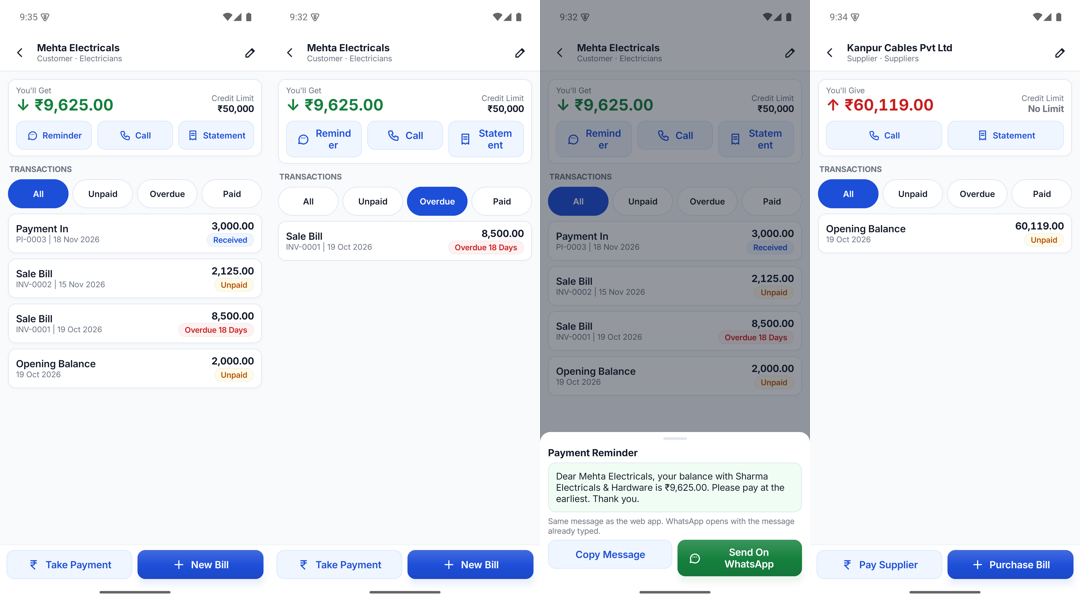 9:35
Mehta Electricals
Customer · Electricians
You'll Get
↓ ₹9,625.00
Credit Limit
₹50,000
Reminder
Call
Statement
TRANSACTIONS
All
Unpaid
Overdue
Paid
Payment In
3,000.00
PI-0003 | 18 Nov 2026
Received
Sale Bill
2,125.00
INV-0002 | 15 Nov 2026
Unpaid
Sale Bill
8,500.00
INV-0001 | 19 Oct 2026
Overdue 18 Days
Opening Balance
2,000.00
19 Oct 2026
Unpaid
₹ Take Payment
+ New Bill
9:32
Mehta Electricals
Customer · Electricians
You'll Get
↓ ₹9,625.00
Credit Limit
₹50,000
Remind
er
Call
Statem
ent
TRANSACTIONS
All
Unpaid
Overdue
Paid
Sale Bill
8,500.00
INV-0001 | 19 Oct 2026
Overdue 18 Days
₹ Take Payment
+ New Bill
9:32
Mehta Electricals
Customer · Electricians
You'll Get
↓ ₹9,625.00
Credit Limit
₹50,000
Remind
er
Call
Statem
ent
TRANSACTIONS
All
Unpaid
Overdue
Paid
Payment In
3,000.00
PI-0003 | 18 Nov 2026
Received
Sale Bill
2,125.00
INV-0002 | 15 Nov 2026
Unpaid
Sale Bill
8,500.00
INV-0001 | 19 Oct 2026
Overdue 18 Days
Opening Balance
2,000.00
19 Oct 2026
Unpaid
Payment Reminder
Dear Mehta Electricals, your balance with Sharma
Electricals & Hardware is ₹9,625.00. Please pay at the
earliest. Thank you.
Same message as the web app. WhatsApp opens with the message
already typed.
Copy Message
Send On
WhatsApp
9:34
Kanpur Cables Pvt Ltd
Supplier · Suppliers
You'll Give
↑ ₹60,119.00
Credit Limit
No Limit
Call
Statement
TRANSACTIONS
All
Unpaid
Overdue
Paid
Opening Balance
60,119.00
19 Oct 2026
Unpaid
₹ Pay Supplier
+ Purchase Bill